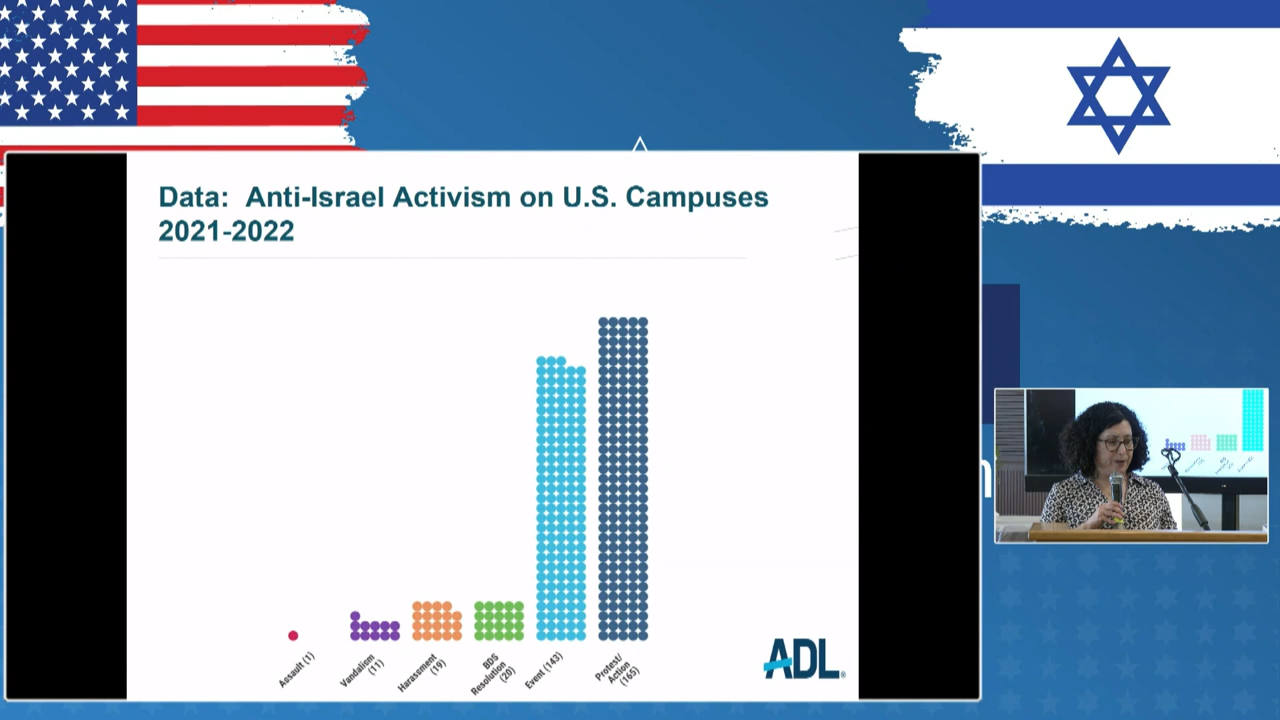 Data: Anti-Israel Activism on U.S. Campuses
2021-2022
Assault (1)
Vandalism
(11)
Harassment
(19)
BDS
Resolution
(20)
Event (143)
Protest/
Action
(165)
ADL®